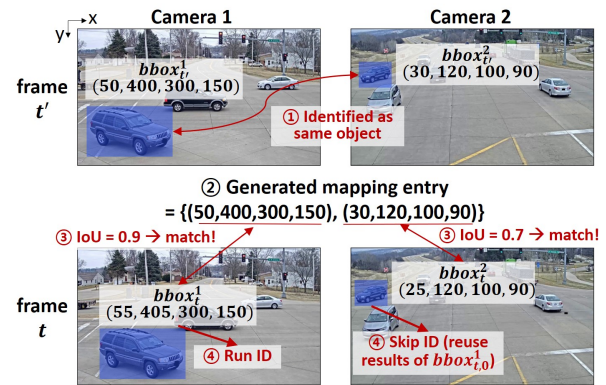 Camera 1
Camera 2
x
y
frame
t′
bbox¹ₜ′
(50,400,300,150)
bbox²ₜ′
(30,120,100,90)
① Identified as
same object
② Generated mapping entry
= {(50,400,300,150), (30,120,100,90)}
③ IoU = 0.9 → match!
③ IoU = 0.7 → match!
frame
t
bbox¹ₜ
(55,405,300,150)
④ Run ID
bbox²ₜ
(25,120,100,90)
④ Skip ID (reuse
results of bbox¹ₜ,₀)